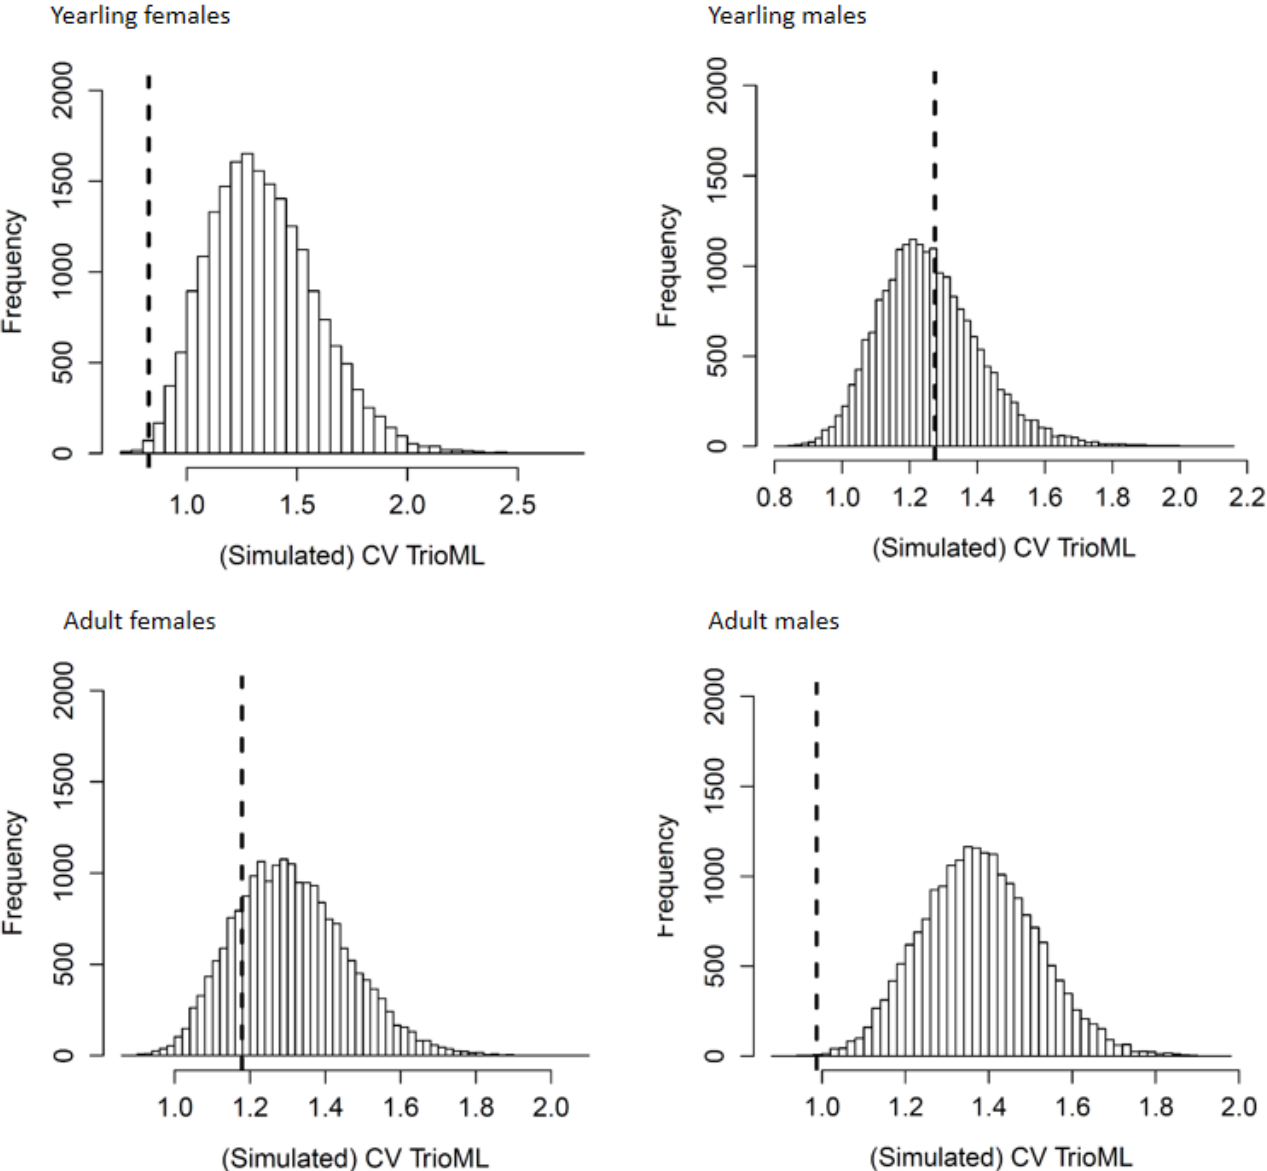 Yearling females
Yearling males
Frequency
2000
1500
1000
500
0
1.0 1.5 2.0 2.5
(Simulated) CV TrioML
Frequency
2000
1500
1000
500
0
0.8 1.0 1.2 1.4 1.6 1.8 2.0 2.2
(Simulated) CV TrioML
Adult females
Adult males
Frequency
2000
1500
1000
500
0
1.0 1.2 1.4 1.6 1.8 2.0
(Simulated) CV TrioML
Frequency
2000
1500
1000
500
0
1.0 1.2 1.4 1.6 1.8 2.0
(Simulated) CV TrioML